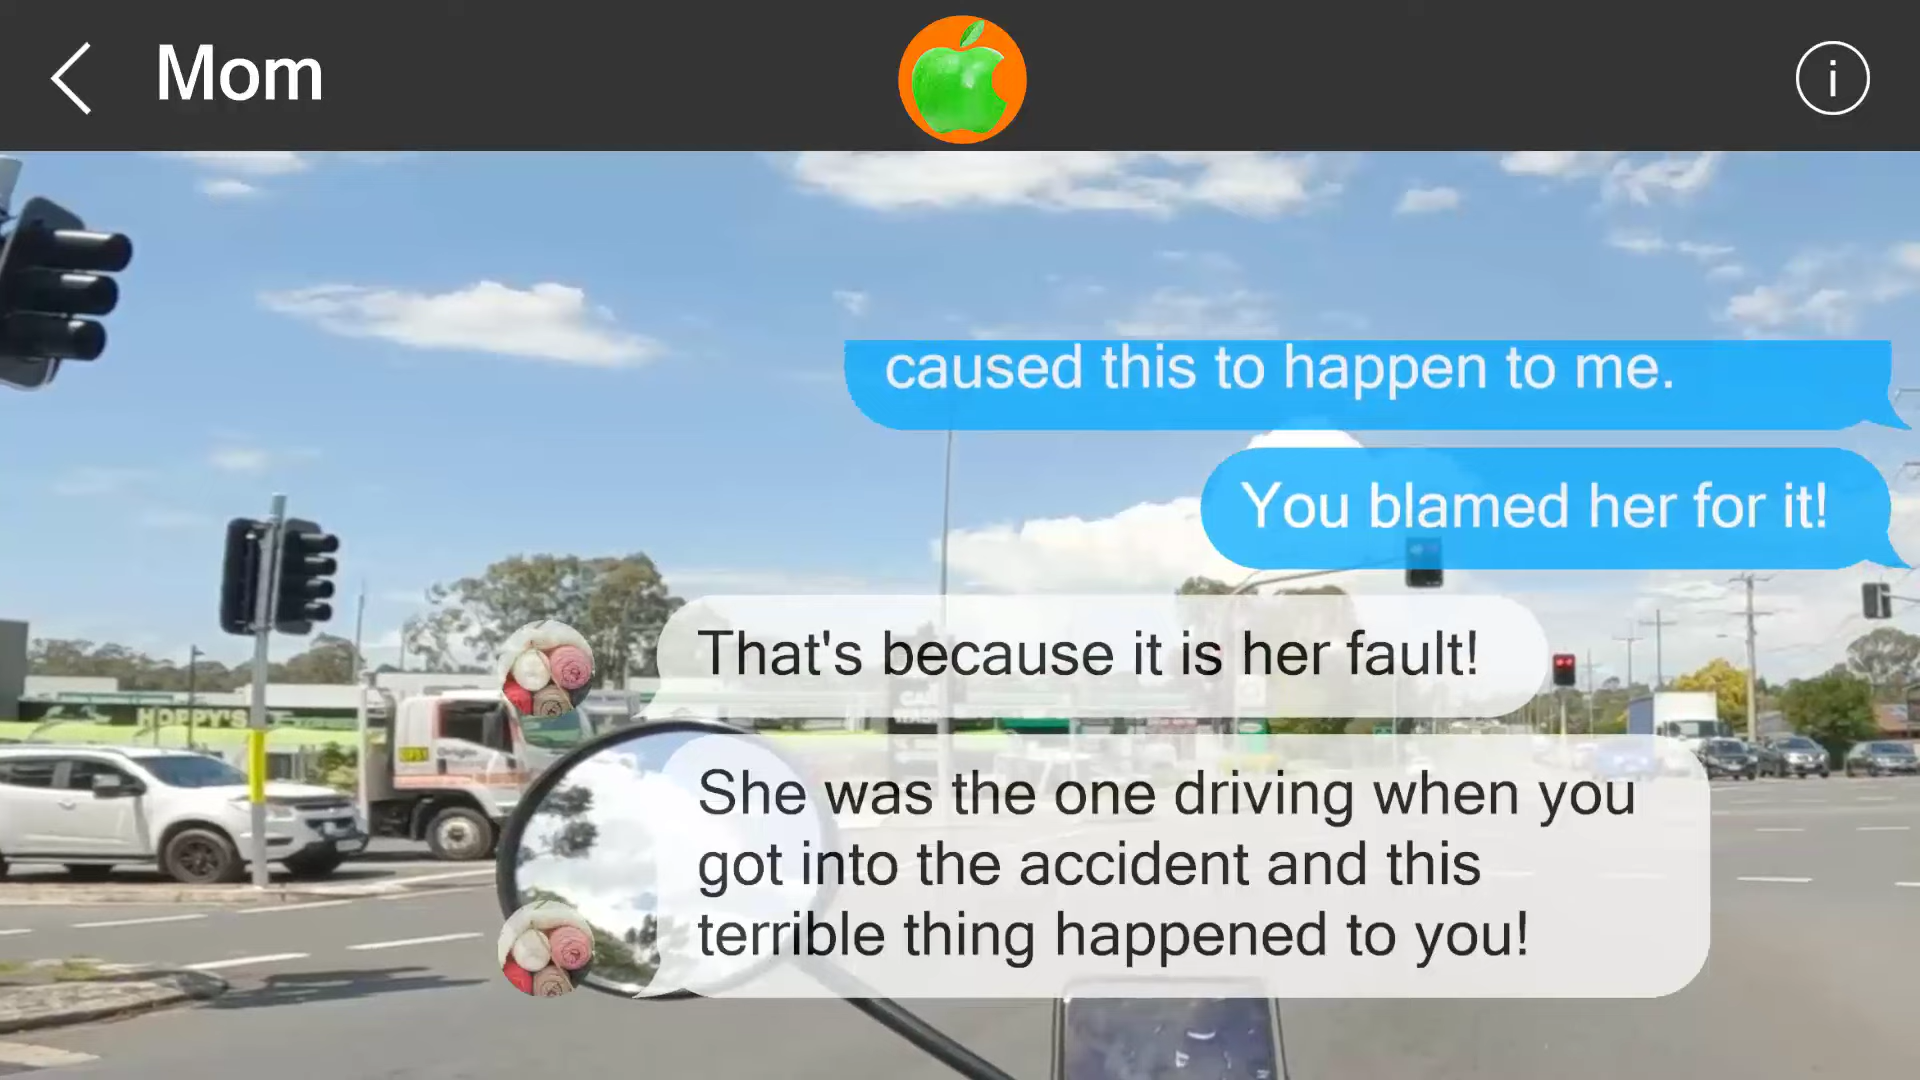 Mom
i
caused this to happen to me.
You blamed her for it!
That's because it is her fault!
HOPPY'S
She was the one driving when you
got into the accident and this
terrible thing happened to you!